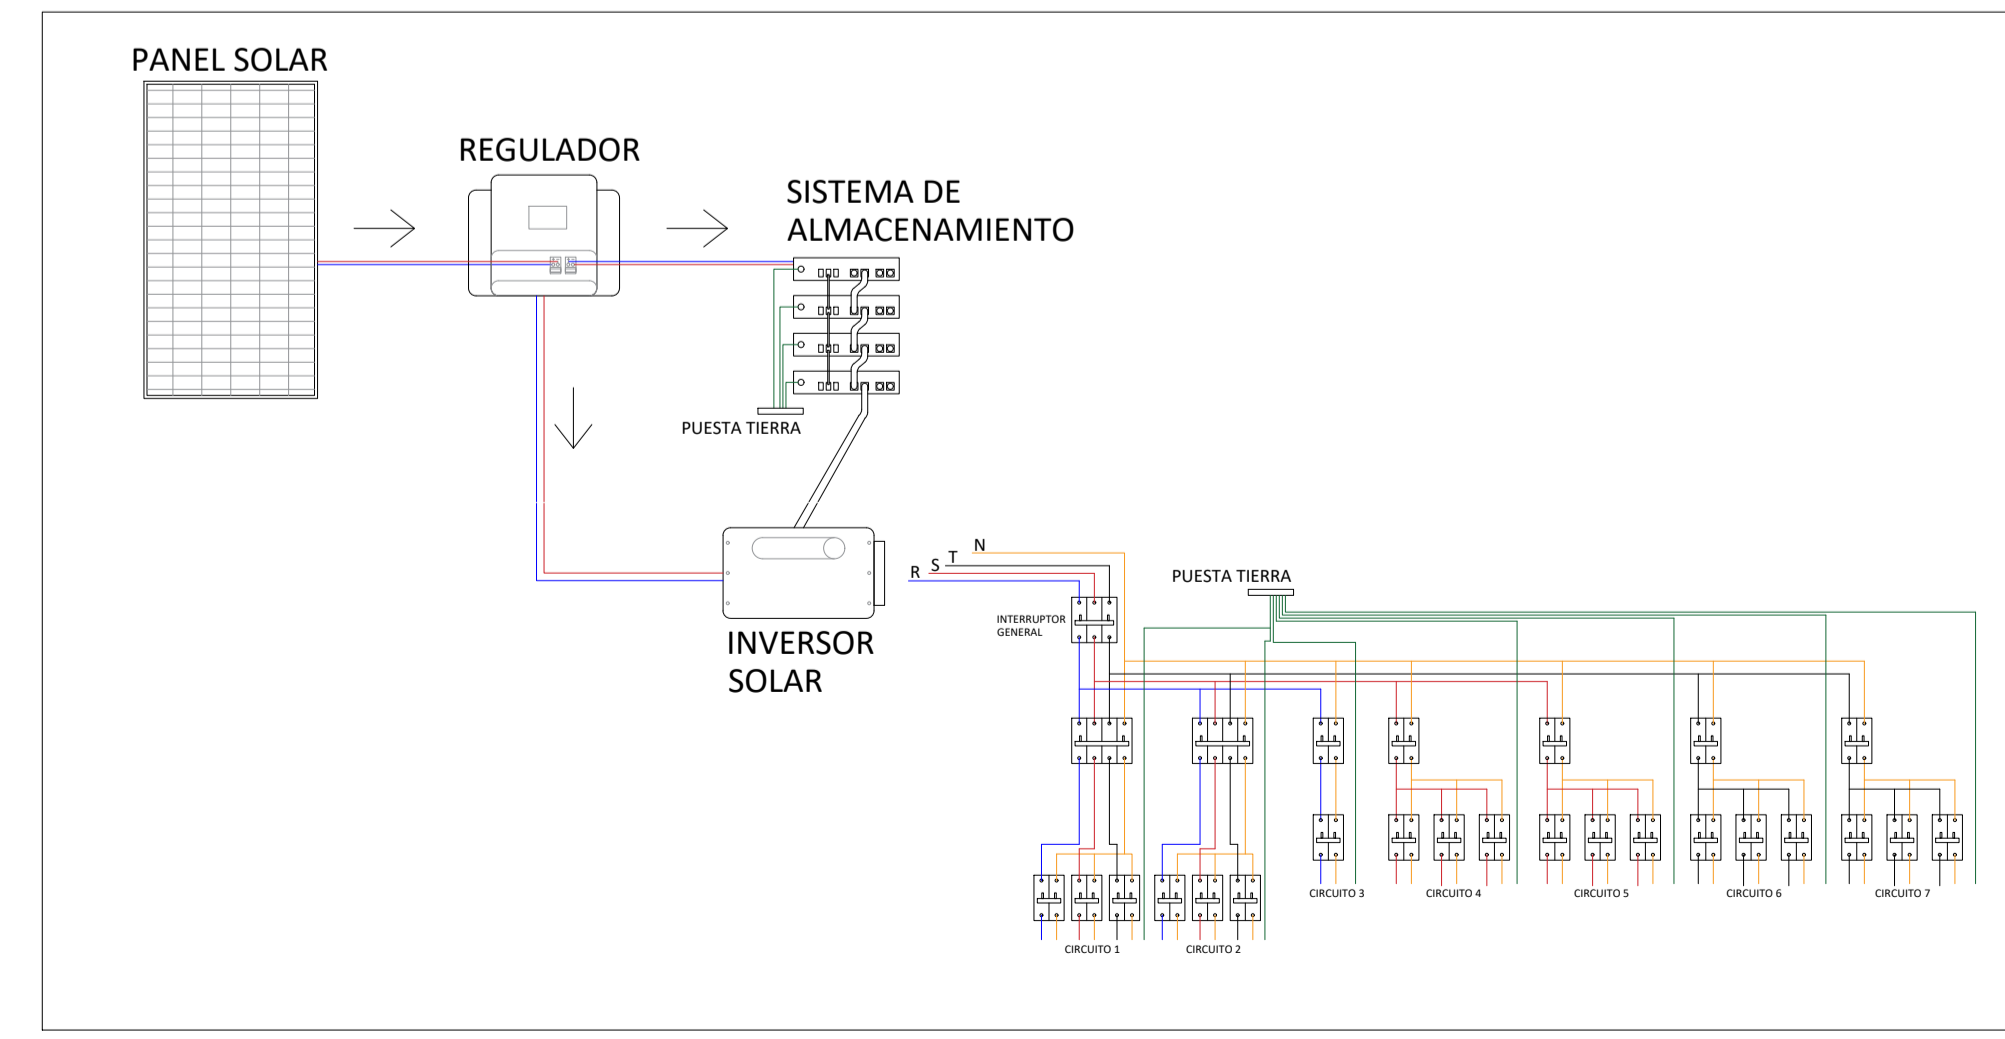 PANEL SOLAR
REGULADOR
SISTEMA DE
ALMACENAMIENTO
PUESTA TIERRA
INVERSOR
SOLAR
R
S
T
N
INTERRUPTOR
GENERAL
PUESTA TIERRA
CIRCUITO 1
CIRCUITO 2
CIRCUITO 3
CIRCUITO 4
CIRCUITO 5
CIRCUITO 6
CIRCUITO 7